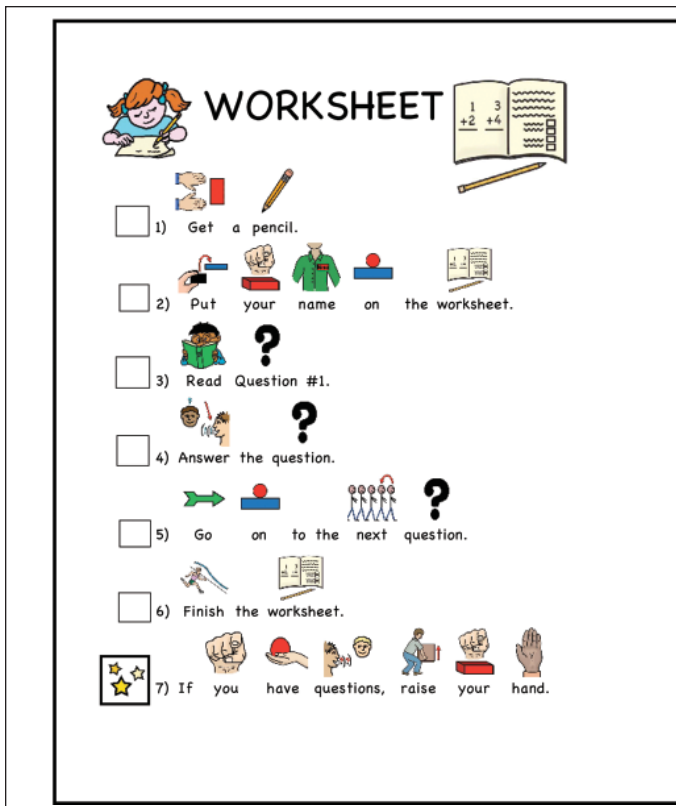 WORKSHEET
1 3
+2 +4
1) Get a pencil.
2) Put your name on the worksheet.
3) Read Question #1.
4) Answer the question.
5) Go on to the next question.
6) Finish the worksheet.
7) If you have questions, raise your hand.